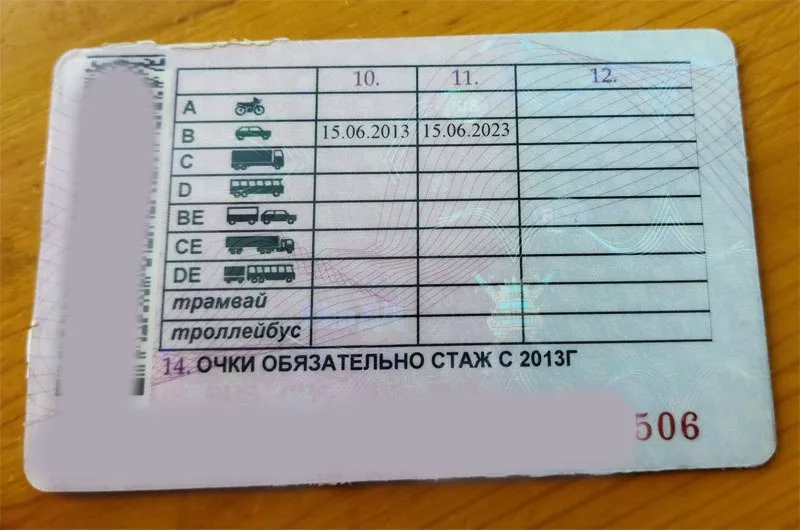 10. 11. 12.
A
B 15.06.2013 15.06.2023
C
D
BE
CE
DE
трамвай
троллейбус
14. ОЧКИ ОБЯЗАТЕЛЬНО СТАЖ С 2013Г
506